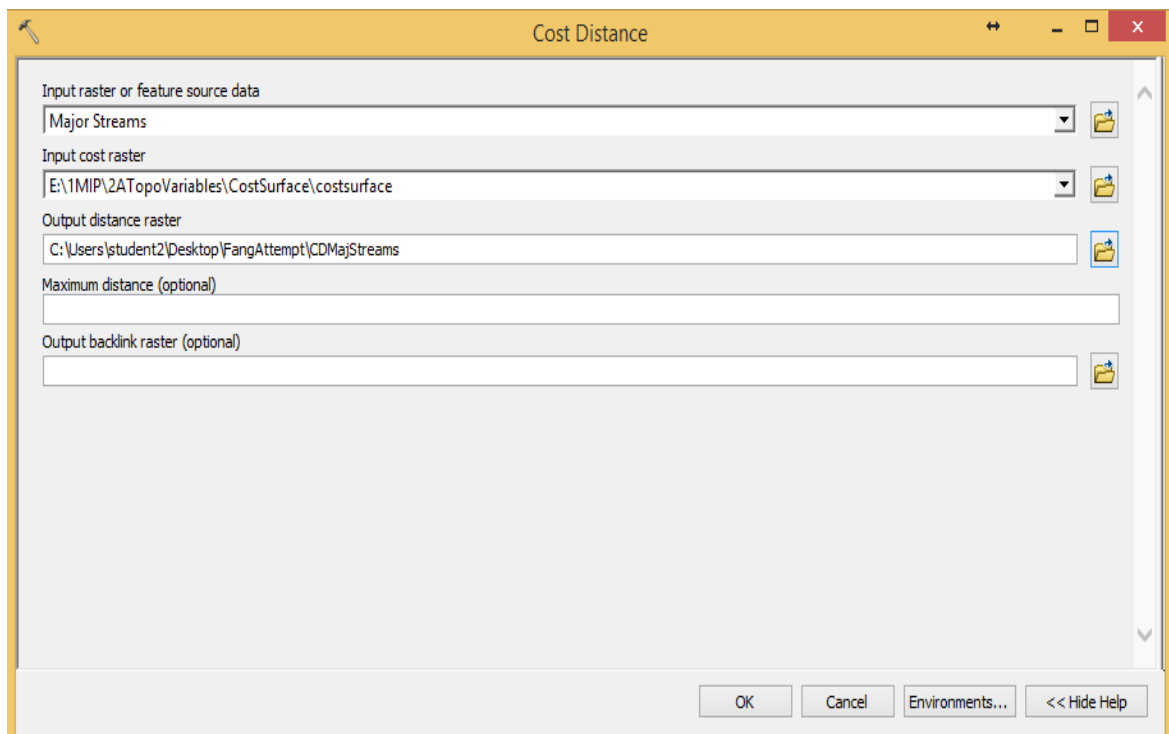 Cost Distance
Input raster or feature source data
Major Streams
Input cost raster
E:\1MIP\2ATopoVariables\CostSurface\costsurface
Output distance raster
C:\Users\student2\Desktop\FangAttempt\CDMajStreams
Maximum distance (optional)
Output backlink raster (optional)
OK Cancel Environments... << Hide Help